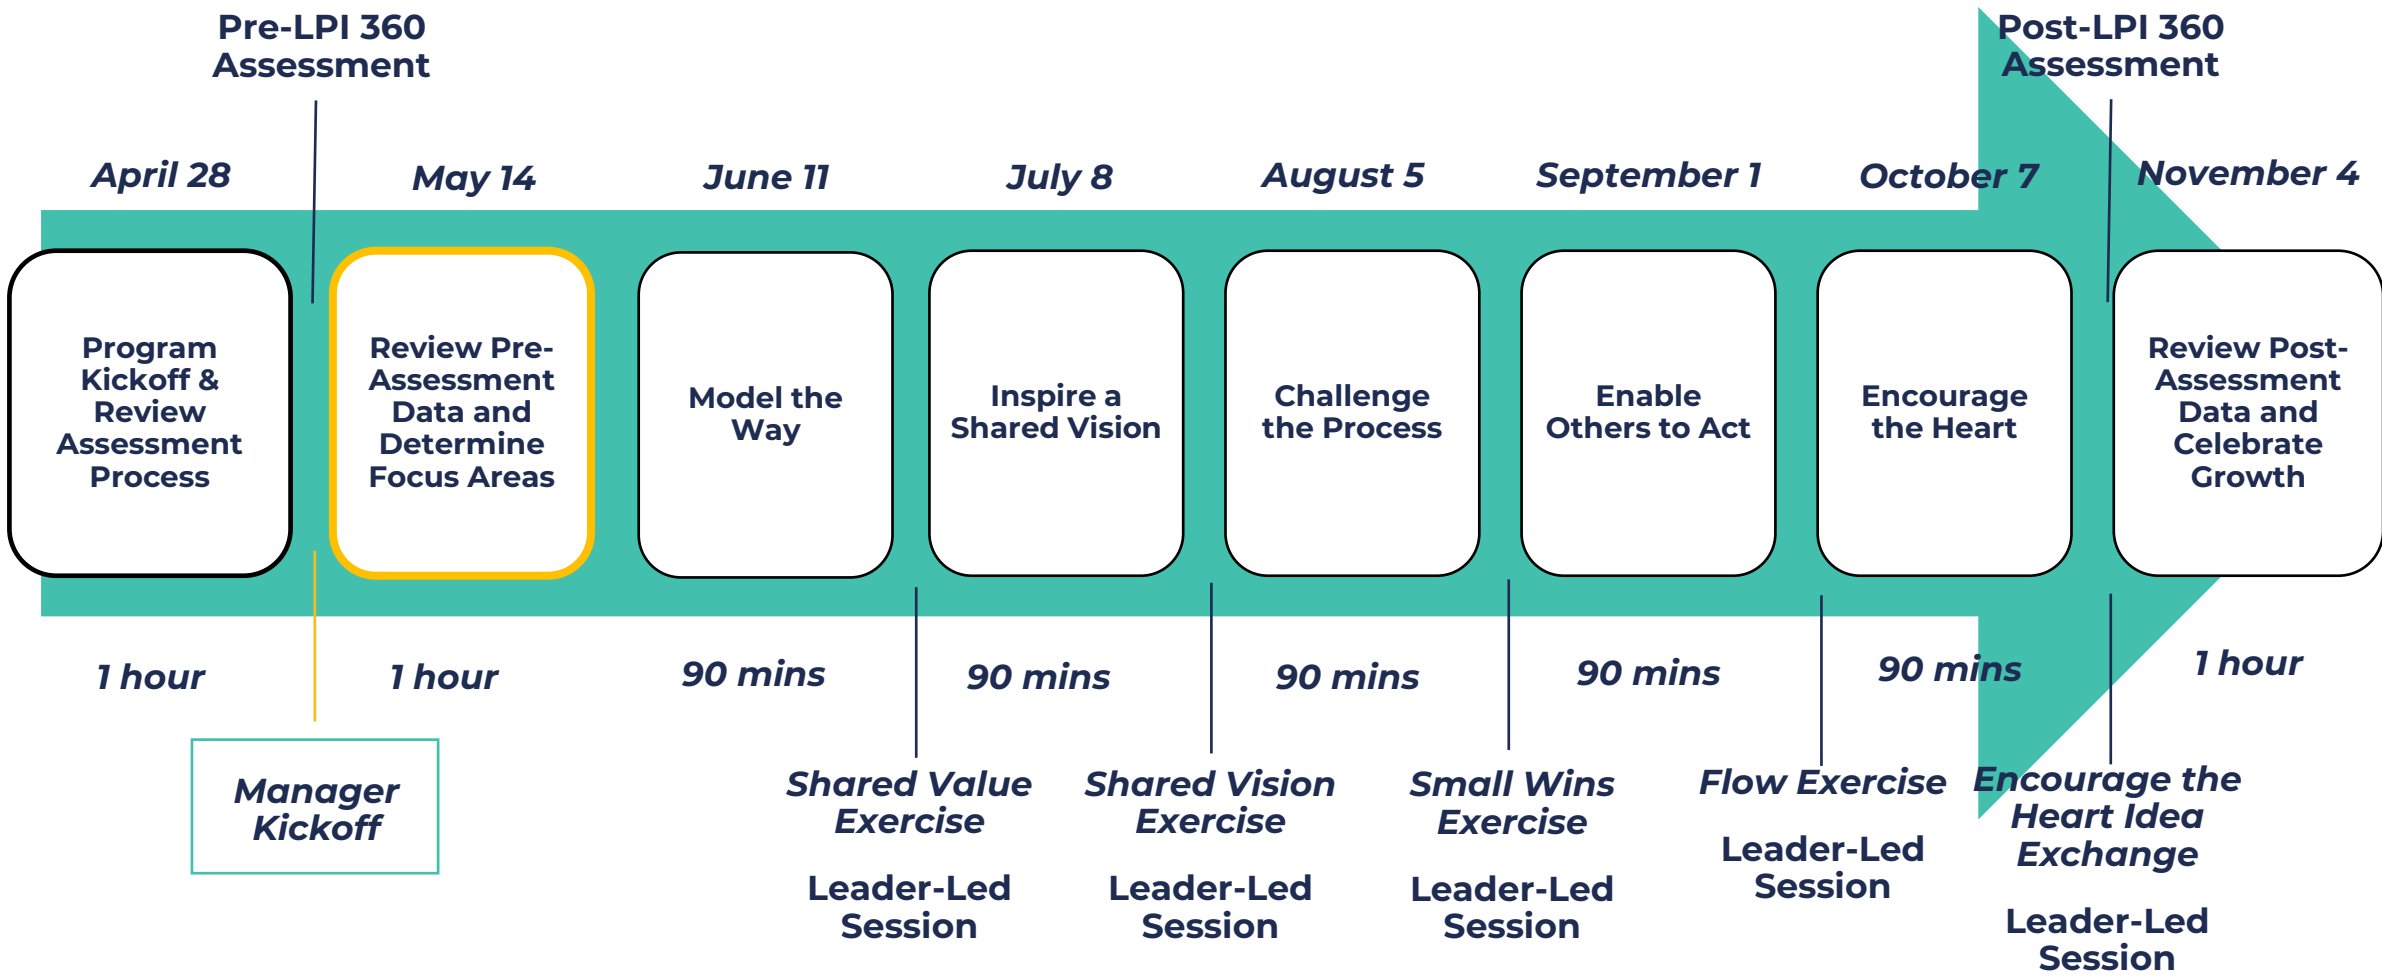 Pre-LPI 360
Assessment
Post-LPI 360
Assessment
April 28
May 14
June 11
July 8
August 5
September 1
October 7
November 4
Program
Kickoff &
Review
Assessment
Process
Review Pre-
Assessment
Data and
Determine
Focus Areas
Model the
Way
Inspire a
Shared Vision
Challenge
the Process
Enable
Others to Act
Encourage
the Heart
Review Post-
Assessment
Data and
Celebrate
Growth
1 hour
1 hour
90 mins
90 mins
90 mins
90 mins
90 mins
1 hour
Manager
Kickoff
Shared Value
Exercise
Leader-Led
Session
Shared Vision
Exercise
Leader-Led
Session
Small Wins
Exercise
Leader-Led
Session
Flow Exercise
Leader-Led
Session
Encourage the
Heart Idea
Exchange
Leader-Led
Session